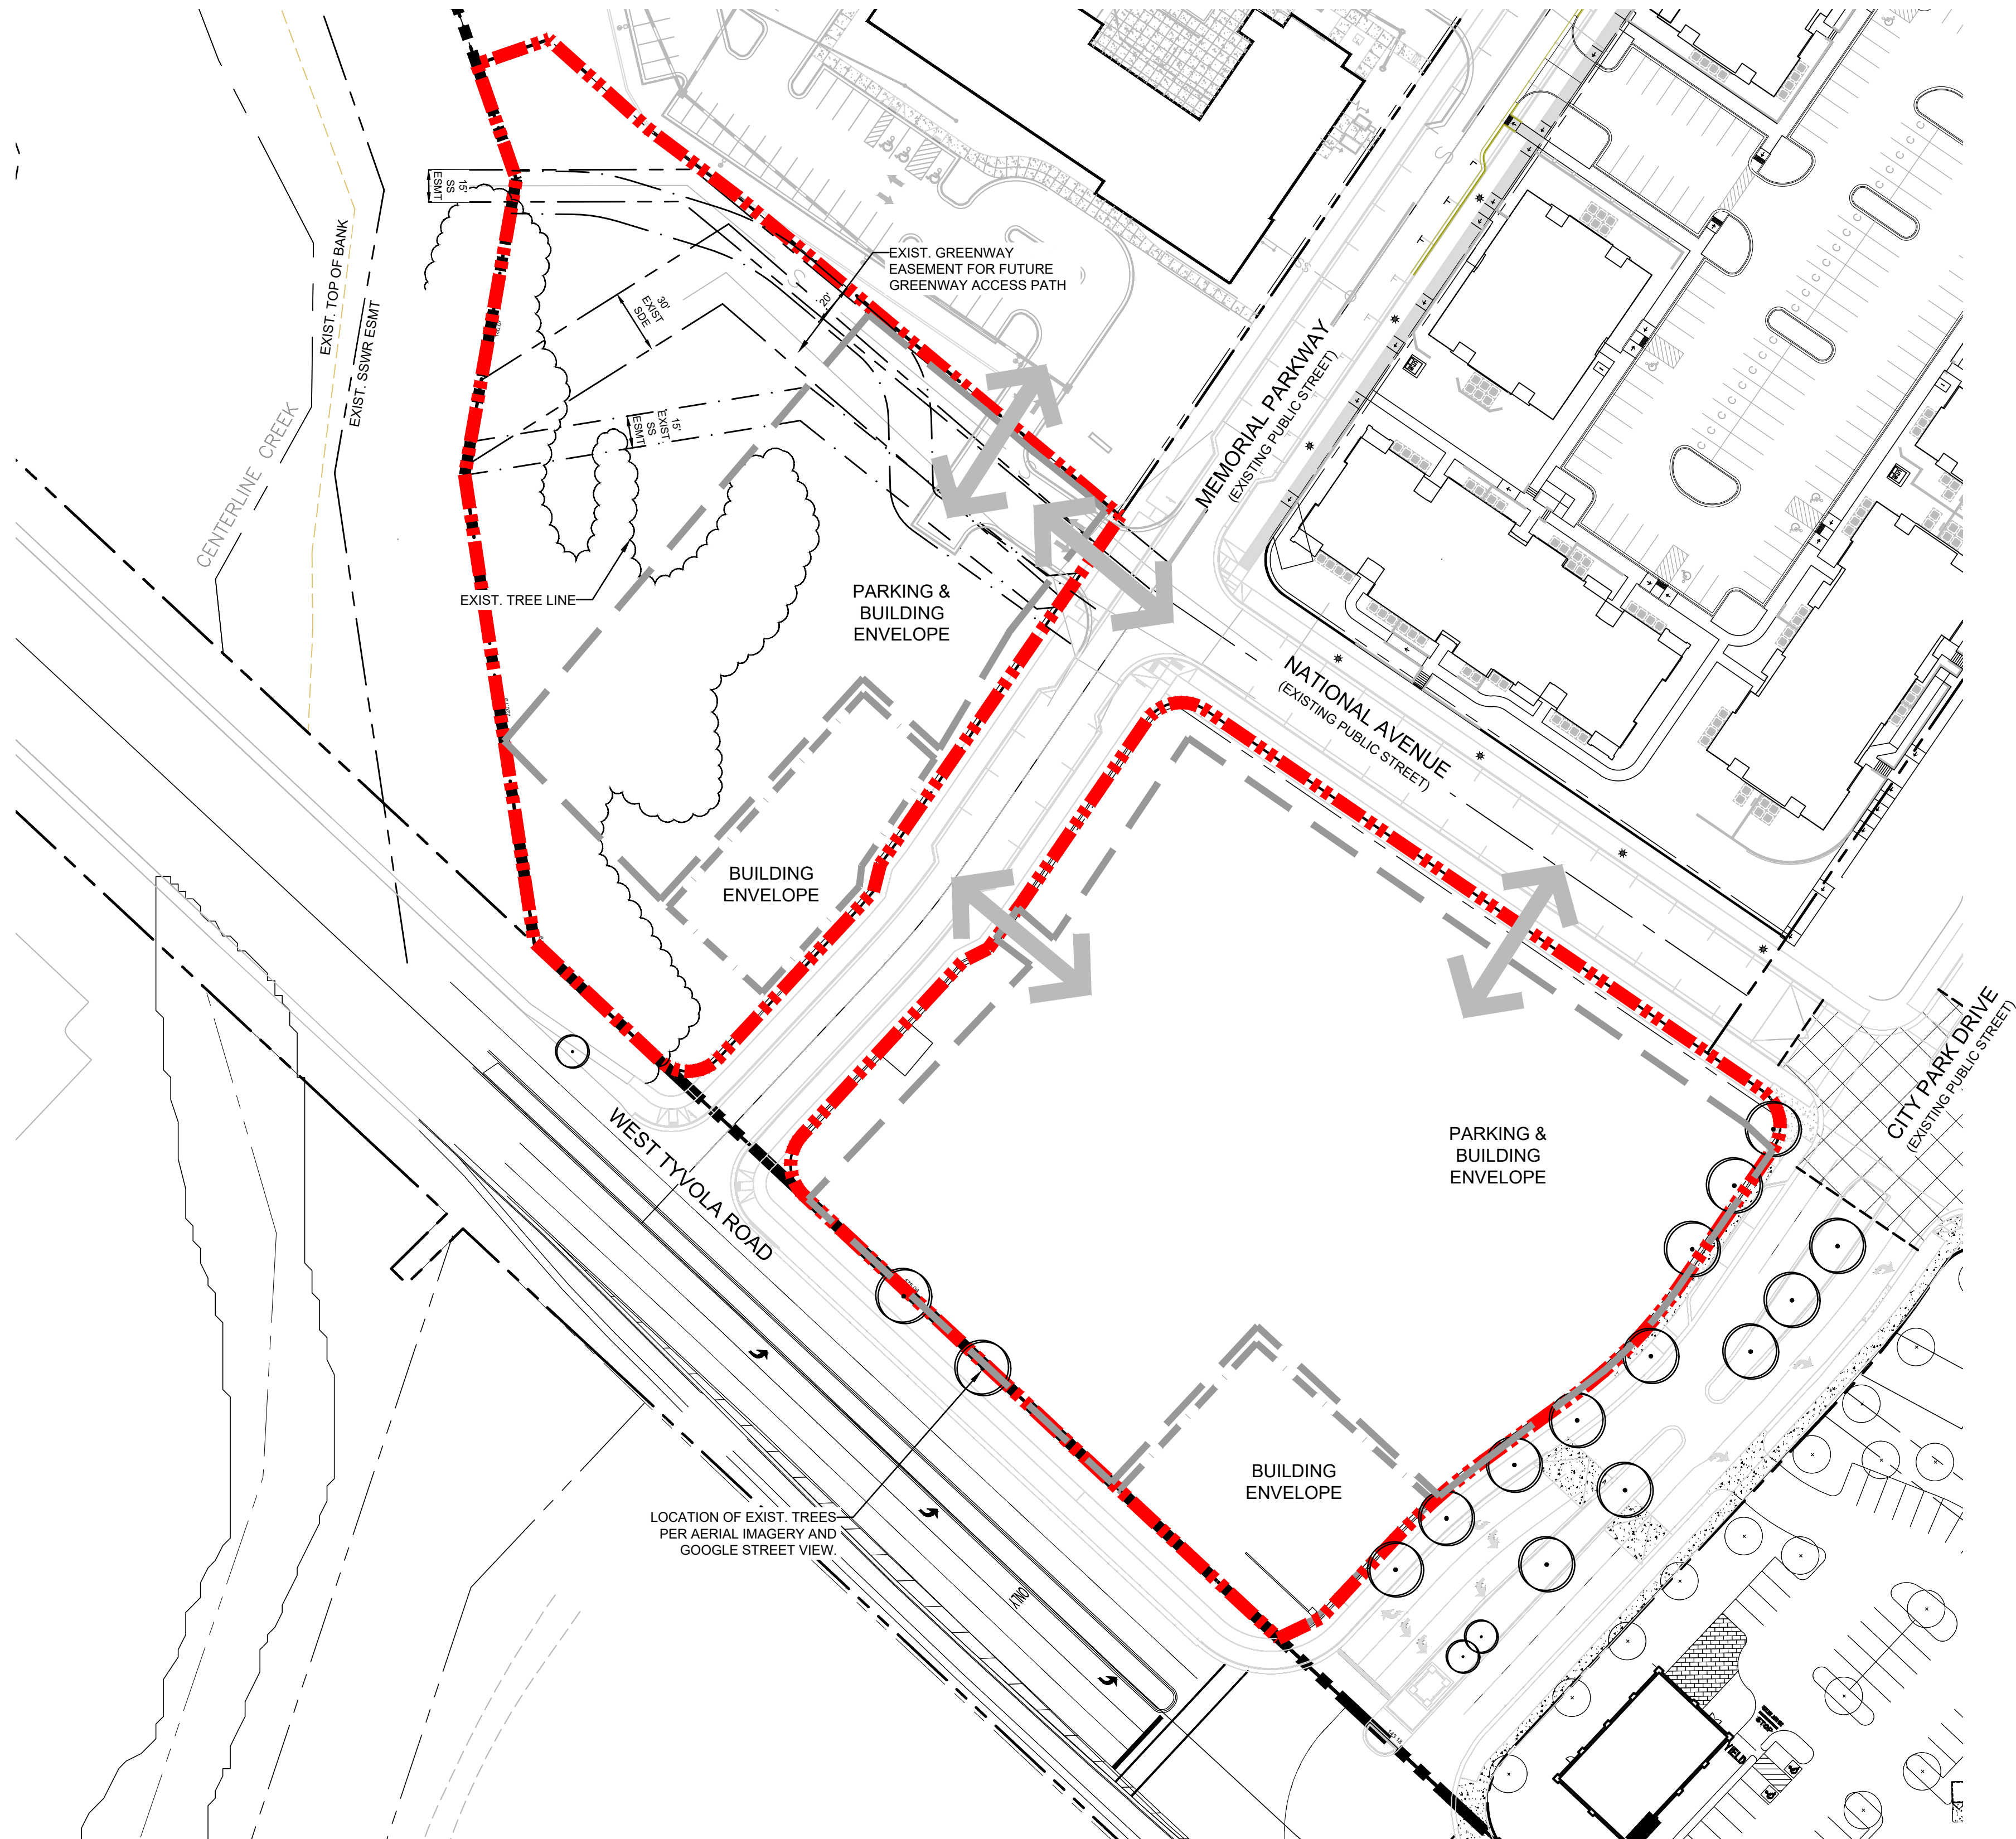 15'
SS
ESMT
EXIST. GREENWAY
EASEMENT FOR FUTURE
GREENWAY ACCESS PATH
EXIST. TOP OF BANK
EXIST. SSWR ESMT
30'
EXIST
SDE
20'
S
S
SS
15'
EXIST.
SS
ESMT
CENTERLINE CREEK
MEMORIAL PARKWAY
(EXISTING PUBLIC STREET)
EXIST. TREE LINE
PARKING &
BUILDING
ENVELOPE
NATIONAL AVENUE
(EXISTING PUBLIC STREET)
BUILDING
ENVELOPE
CITY PARK DRIVE
(EXISTING PUBLIC STREET)
WEST TYVOLA ROAD
PARKING &
BUILDING
ENVELOPE
BUILDING
ENVELOPE
LOCATION OF EXIST. TREES
PER AERIAL IMAGERY AND
GOOGLE STREET VIEW.
ONLY
STOP
YIELD